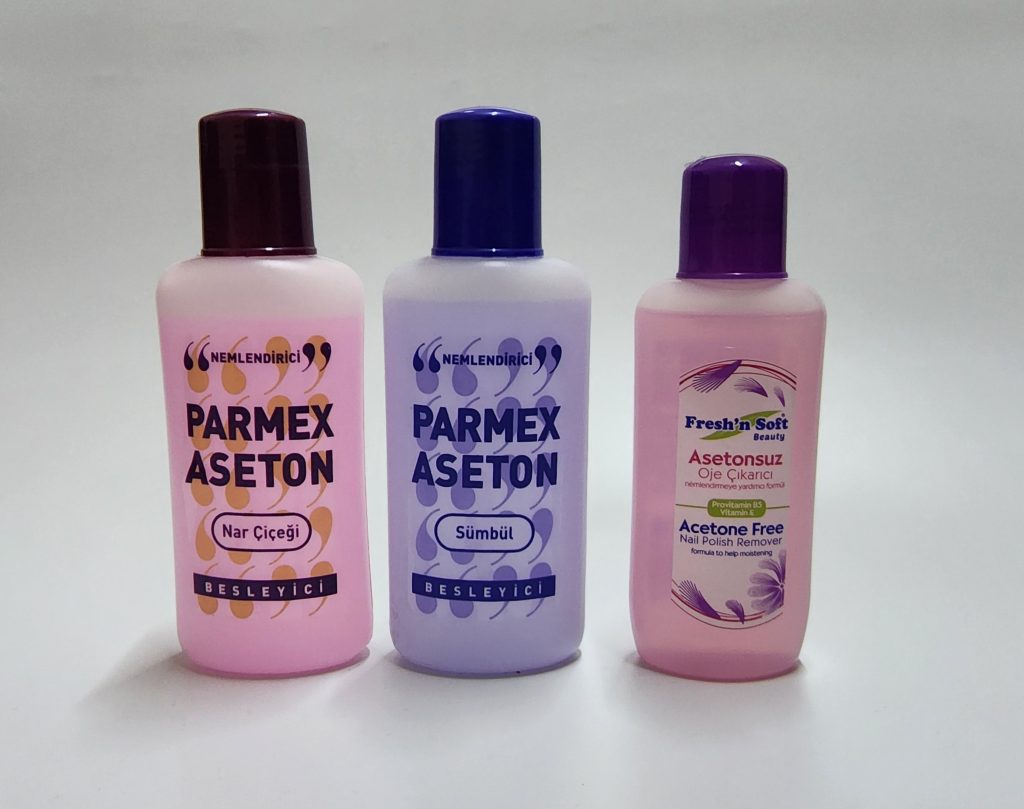 “NEMLENDİRİCİ”
PARMEX
ASETON
Nar Çiçeği
BESLEYİCİ
“NEMLENDİRİCİ”
PARMEX
ASETON
Sümbül
BESLEYİCİ
Fresh'n Soft
Beauty
Asetonsuz
Oje Çıkarıcı
nemlendirmeye yardımcı formül
Provitamin B5
Vitamin E
Acetone Free
Nail Polish Remover
formula to help moistening